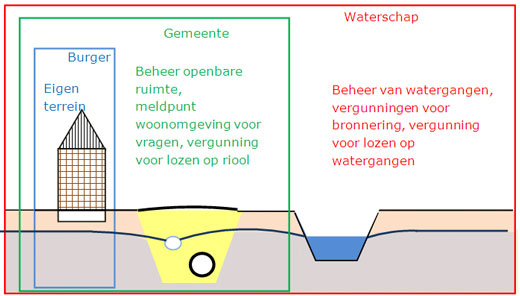 Waterschap
Gemeente
Burger
Eigen
terrein
Beheer openbare
ruimte,
meldpunt
woonomgeving voor
vragen, vergunning
voor lozen op riool
Beheer van watergangen,
vergunningen voor
bronnering, vergunning
voor lozen op
watergangen